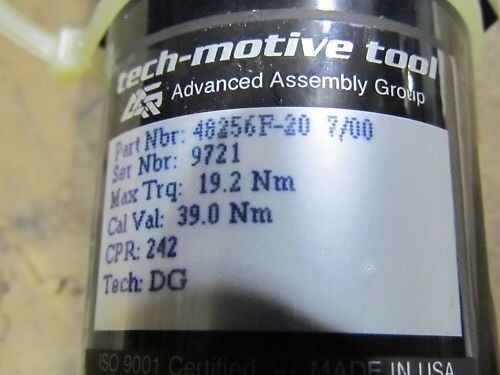 tech-motive tool
Advanced Assembly Group
Part Nbr: 48256F-20 7/00
Ser Nbr: 9721
Max Trq: 19.2 Nm
Cal Val: 39.0 Nm
CPR: 242
Tech: DG
ISO 9001 Certified MADE IN USA